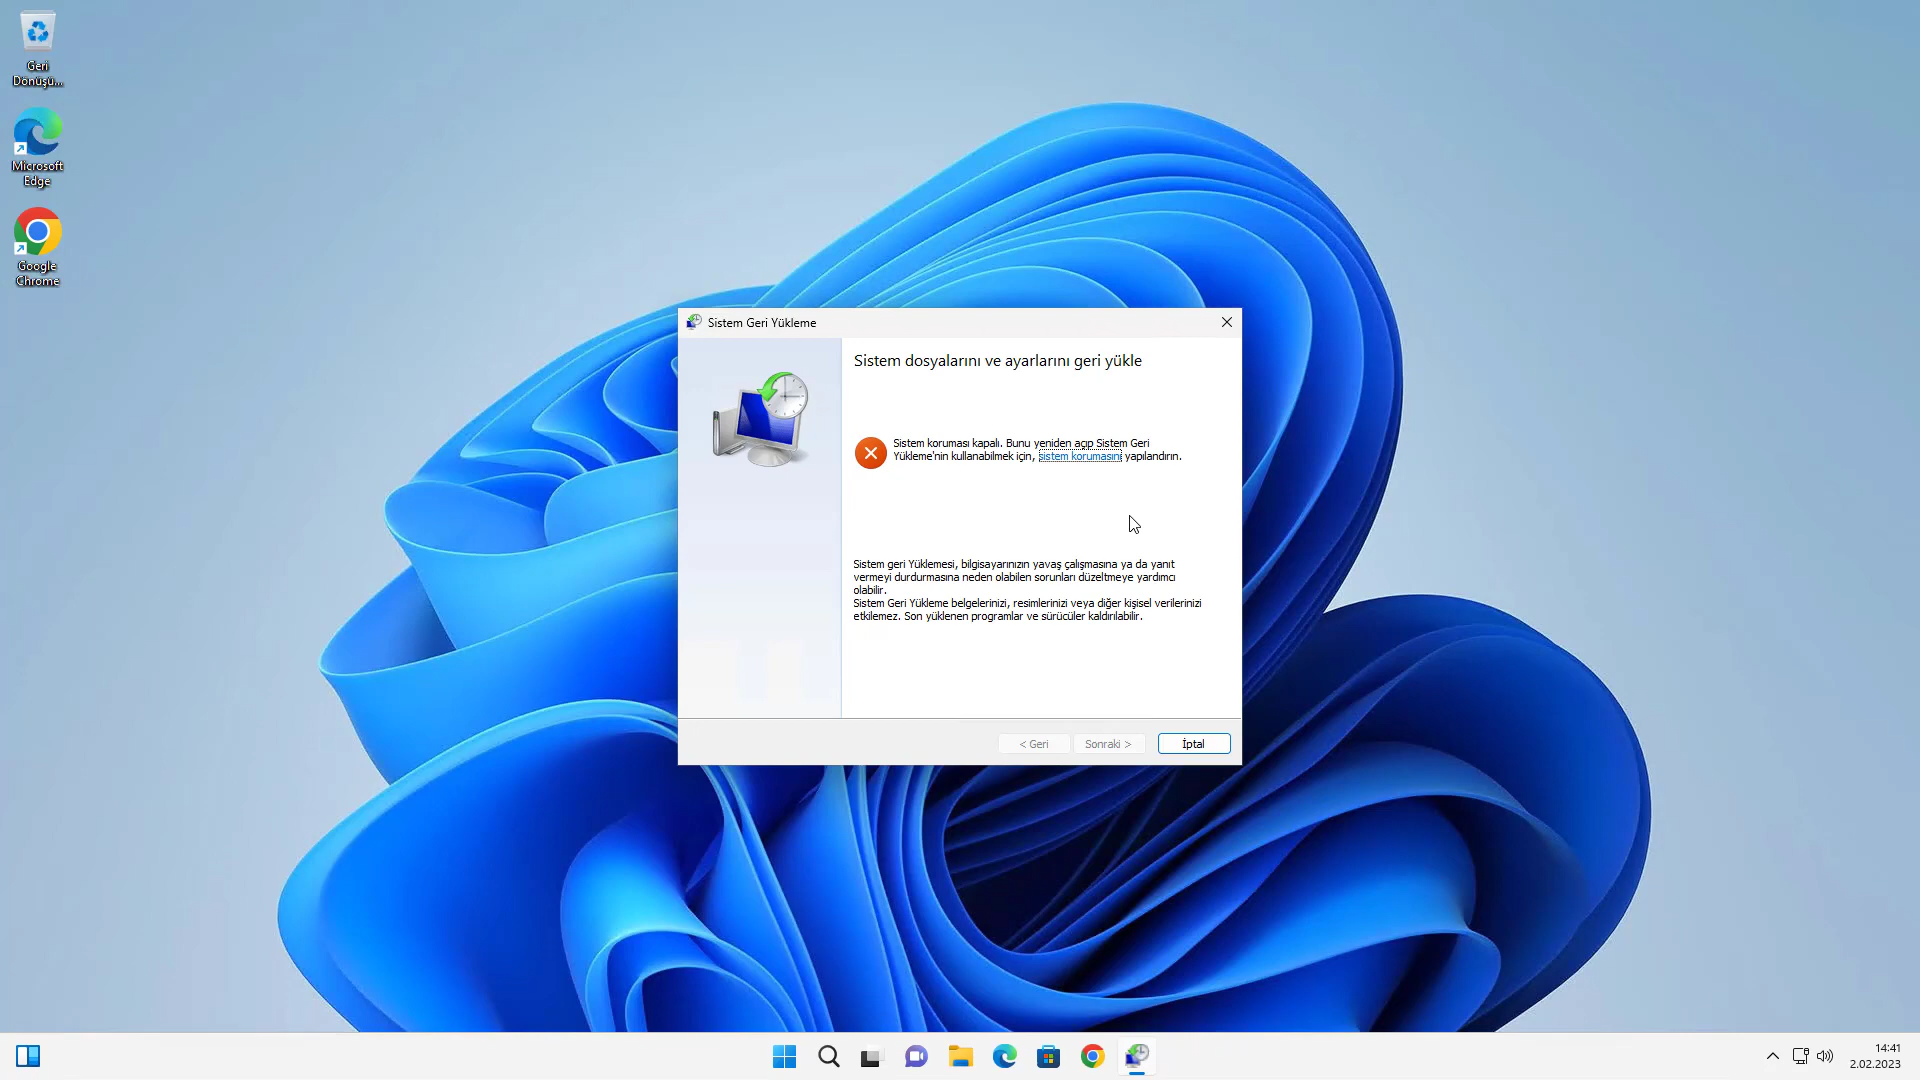 Geri
Dönüşü...
Microsoft
Edge
Google
Chrome
Sistem Geri Yükleme
Sistem dosyalarını ve ayarlarını geri yükle
Sistem koruması kapalı. Bunu yeniden açıp Sistem Geri
Yükleme'nin kullanabilmek için, sistem korumasını yapılandırın.
Sistem geri Yüklemesi, bilgisayarınızın yavaş çalışmasına ya da yanıt
vermeyi durdurmasına neden olabilen sorunları düzeltmeye yardımcı
olabilir.
Sistem Geri Yükleme belgelerinizi, resimlerinizi veya diğer kişisel verilerinizi
etkilemez. Son yüklenen programlar ve sürücüler kaldırılabilir.
< Geri
Sonraki >
İptal
14:41
2.02.2023